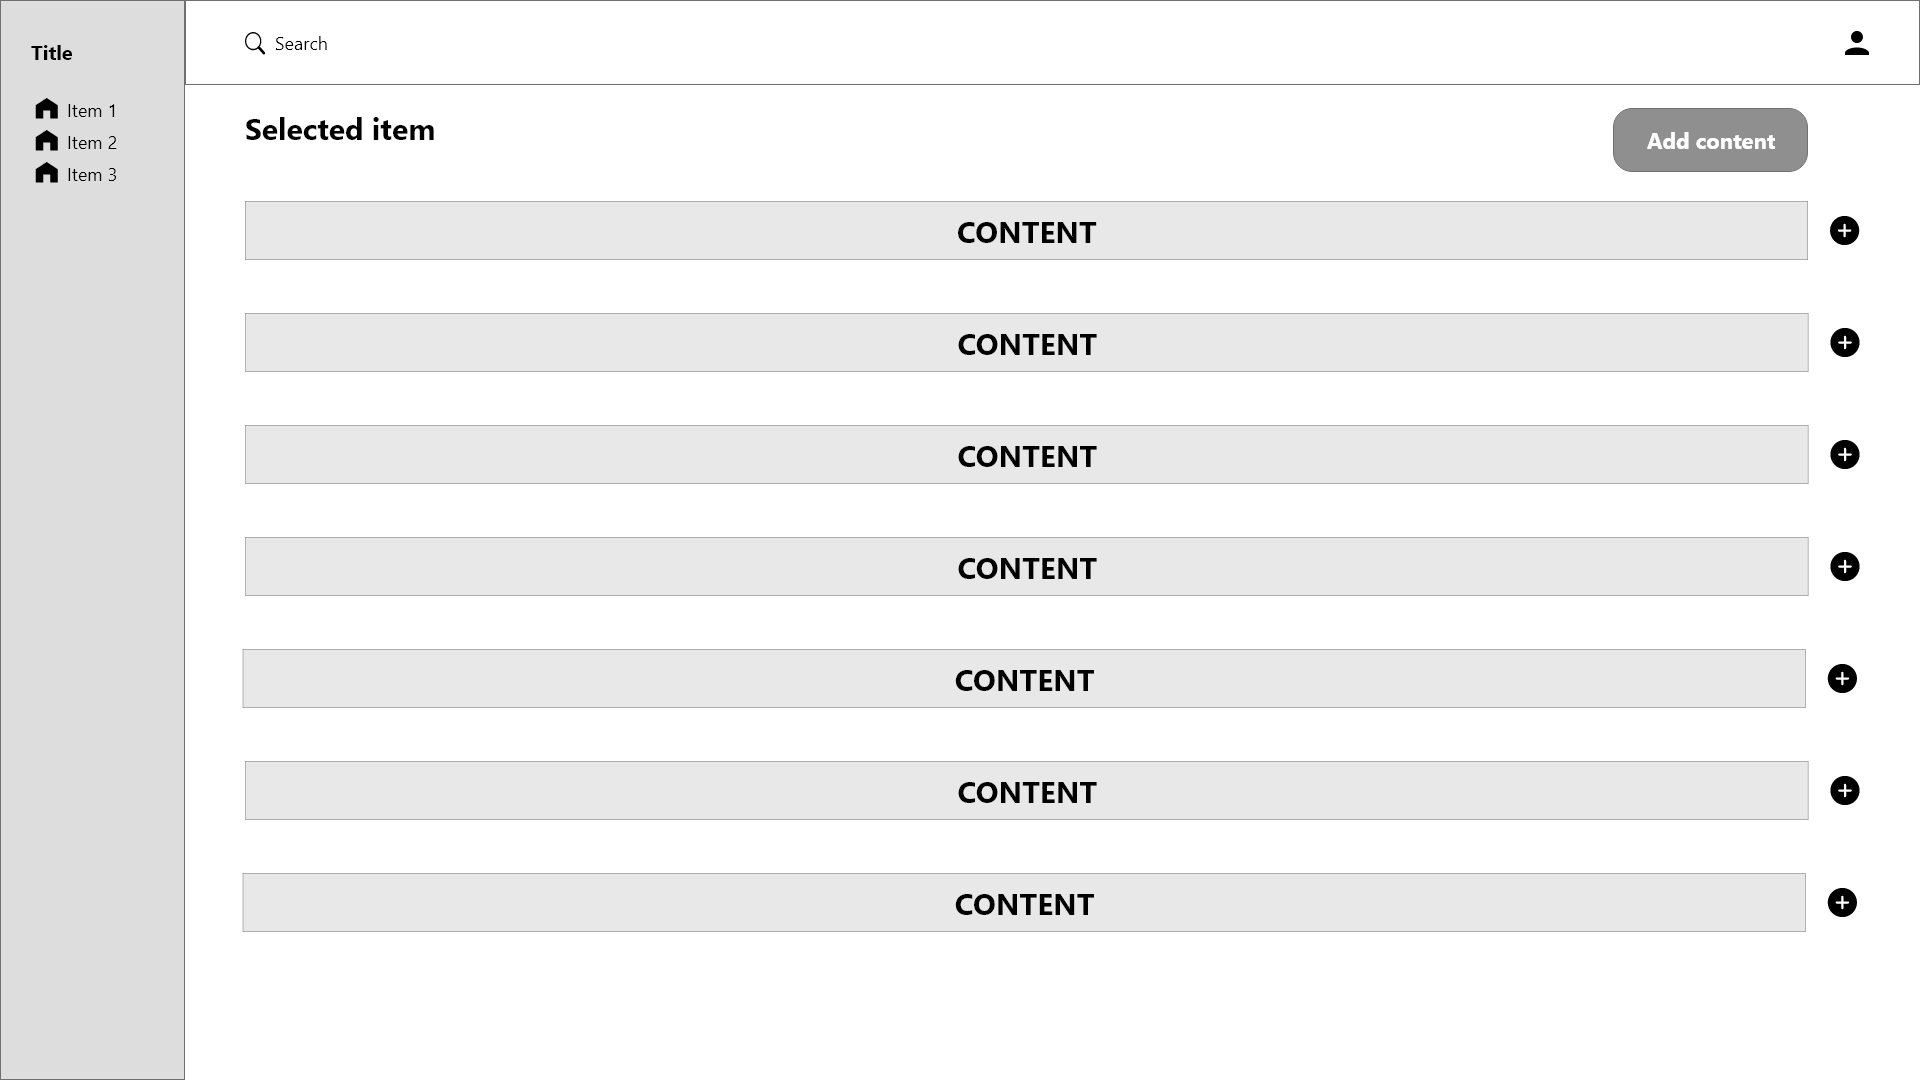 Title
Item 1
Item 2
Item 3
Search
Selected item
Add content
CONTENT
CONTENT
CONTENT
CONTENT
CONTENT
CONTENT
CONTENT